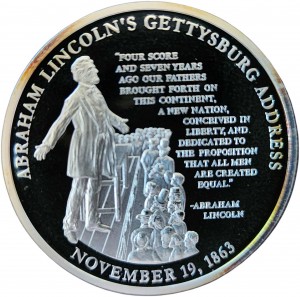 ABRAHAM LINCOLN'S GETTYSBURG ADDRESS
"FOUR SCORE
AND SEVEN YEARS
AGO OUR FATHERS
BROUGHT FORTH ON
THIS CONTINENT,
A NEW NATION,
CONCEIVED IN
LIBERTY, AND
DEDICATED TO
THE PROPOSITION
THAT ALL MEN
ARE CREATED
EQUAL."
-ABRAHAM
LINCOLN
NOVEMBER 19, 1863